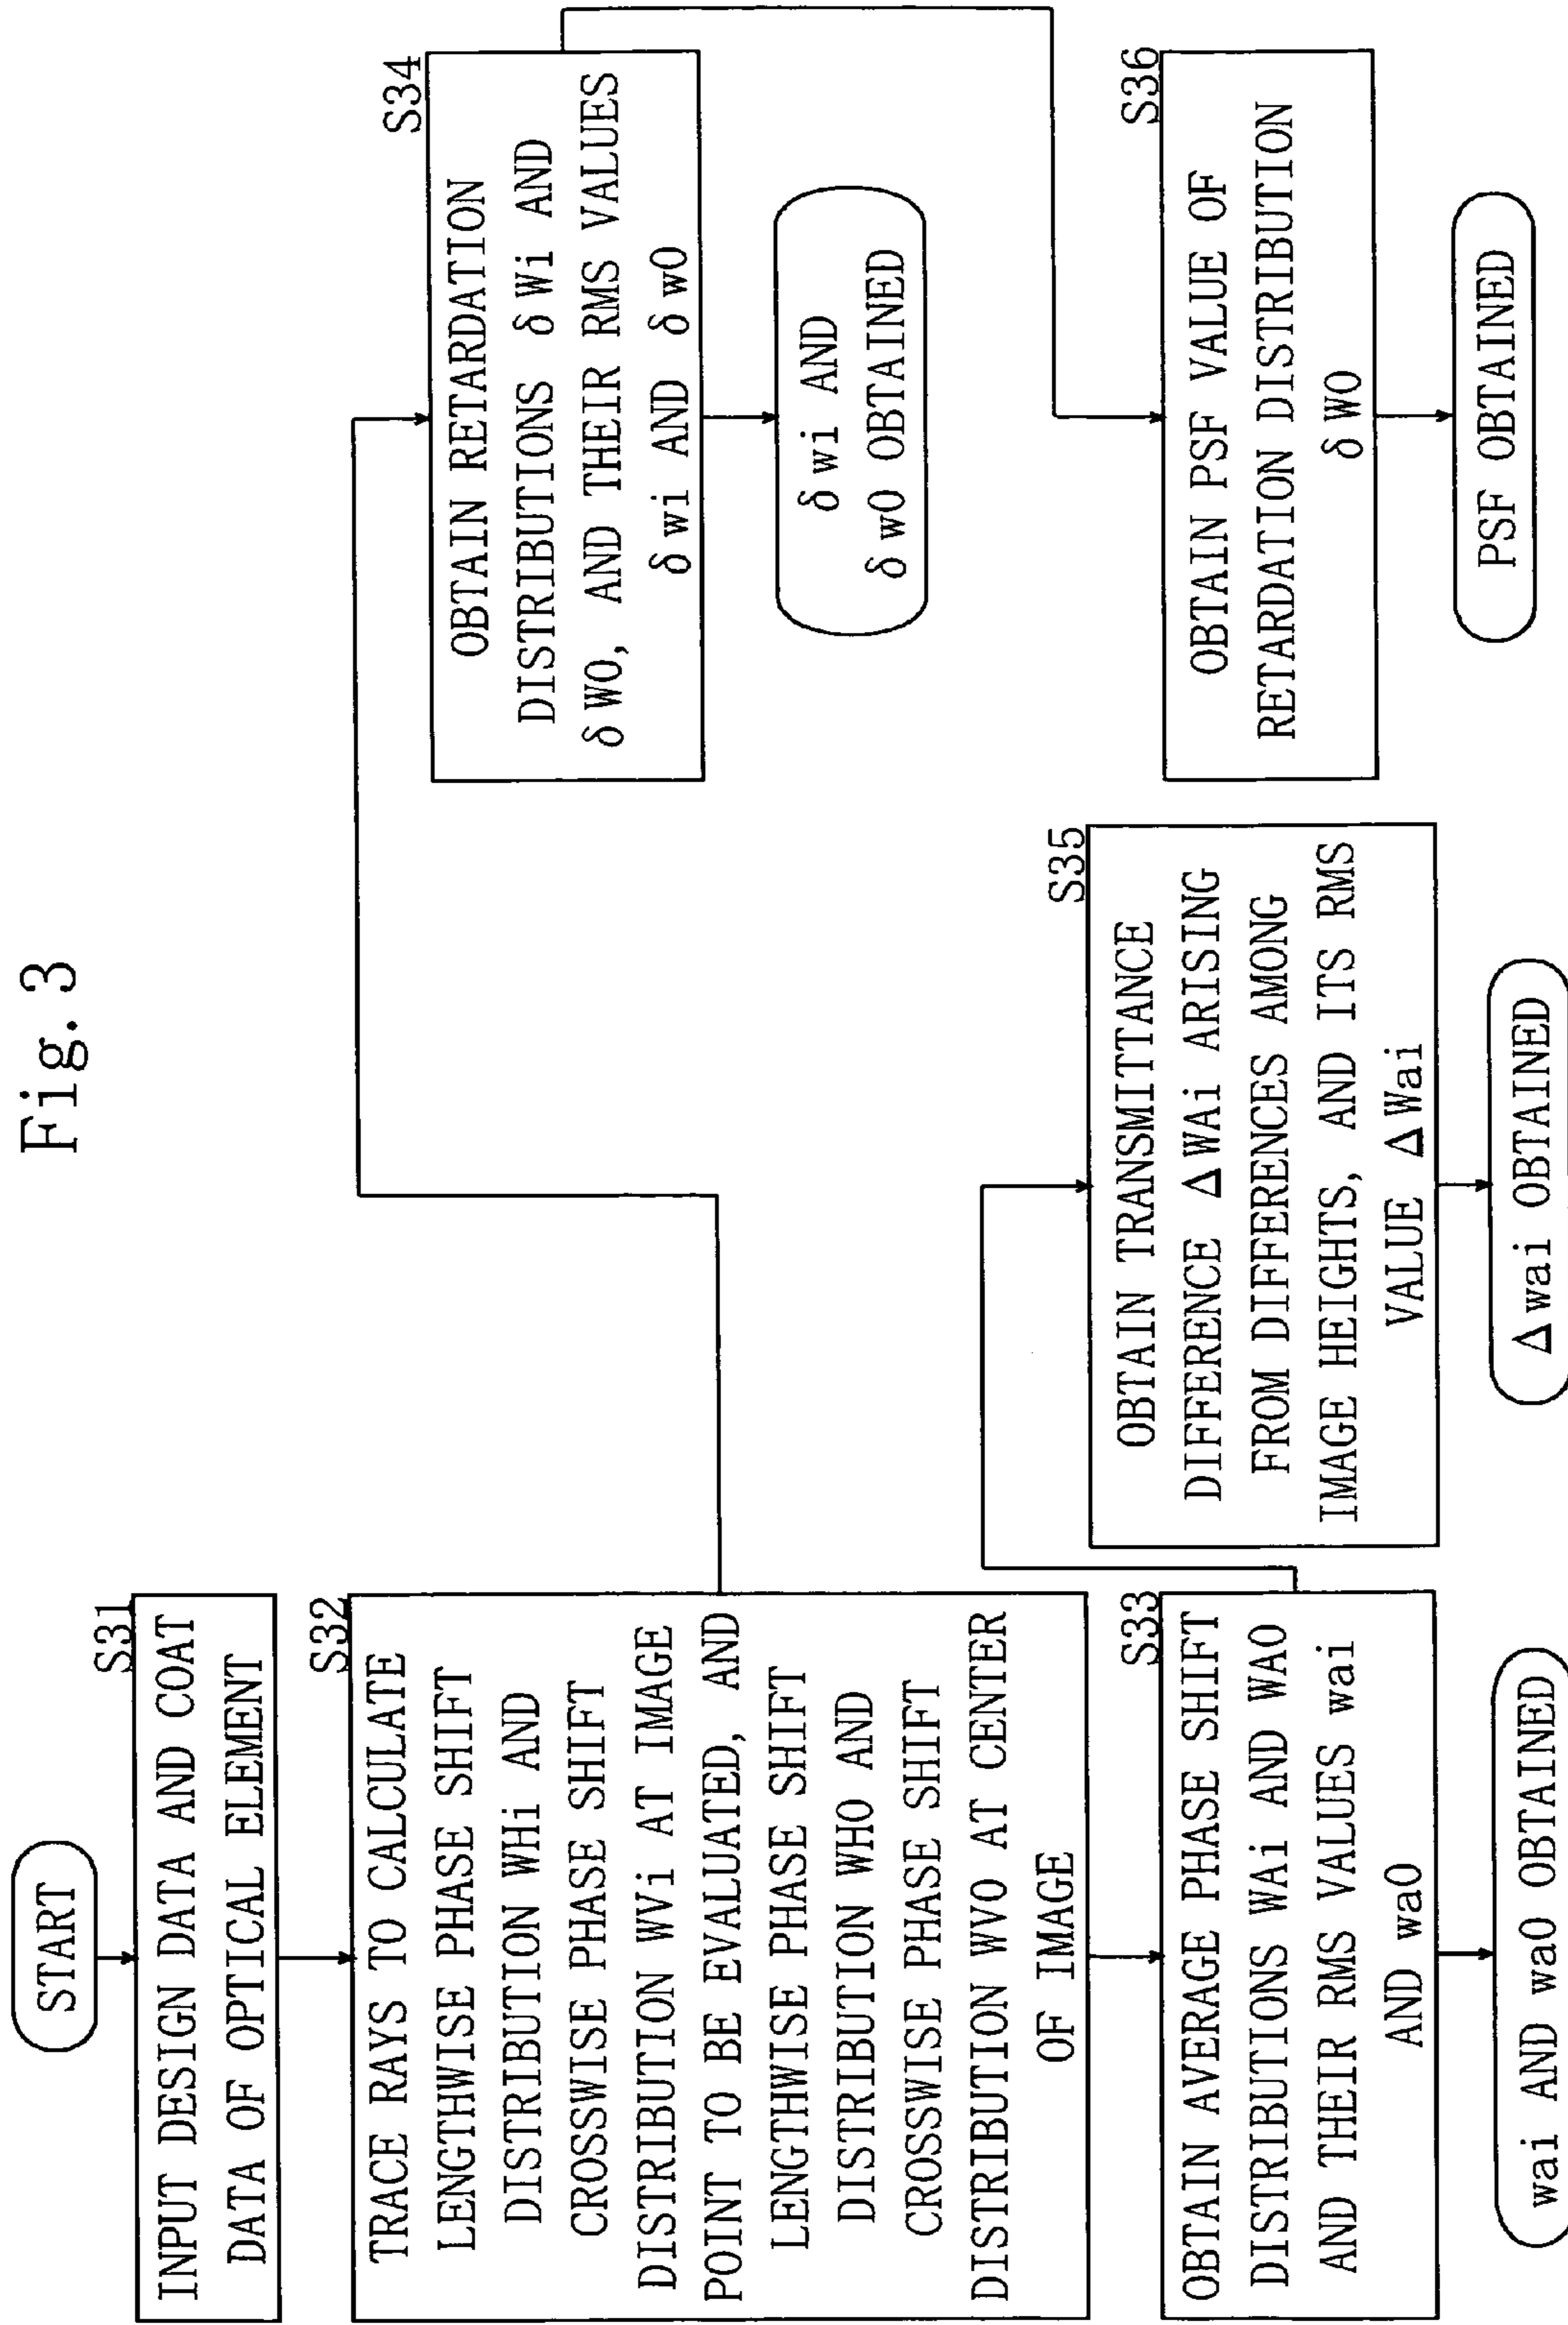 Fig. 3
START
S31
INPUT DESIGN DATA AND COAT
DATA OF OPTICAL ELEMENT
S32
TRACE RAYS TO CALCULATE
LENGTHWISE PHASE SHIFT
DISTRIBUTION WHi AND
CROSSWISE PHASE SHIFT
DISTRIBUTION WVi AT IMAGE
POINT TO BE EVALUATED, AND
LENGTHWISE PHASE SHIFT
DISTRIBUTION WHO AND
CROSSWISE PHASE SHIFT
DISTRIBUTION WVO AT CENTER
OF IMAGE
S33
OBTAIN AVERAGE PHASE SHIFT
DISTRIBUTIONS WAi AND WAO
AND THEIR RMS VALUES wai
AND wa0
wai AND wa0 OBTAINED
S34
OBTAIN RETARDATION
DISTRIBUTIONS δWi AND
δWO, AND THEIR RMS VALUES
δwi AND δw0
δwi AND
δw0 OBTAINED
S35
OBTAIN TRANSMITTANCE
DIFFERENCE ΔWAi ARISING
FROM DIFFERENCES AMONG
IMAGE HEIGHTS, AND ITS RMS
VALUE ΔWai
Δwai OBTAINED
S36
OBTAIN PSF VALUE OF
RETARDATION DISTRIBUTION
δWO
PSF OBTAINED